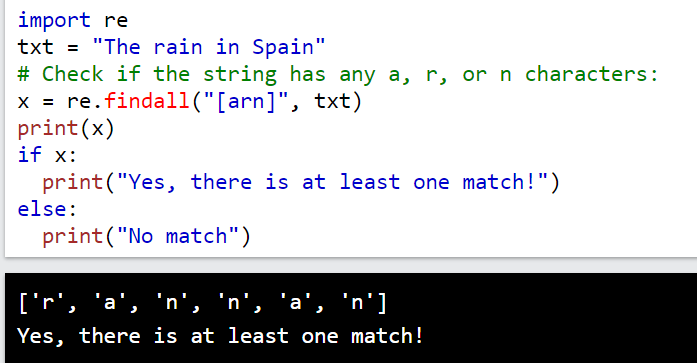 import re
txt = "The rain in Spain"
# Check if the string has any a, r, or n characters:
x = re.findall("[arn]", txt)
print(x)
if x:
  print("Yes, there is at least one match!")
else:
  print("No match")
['r', 'a', 'n', 'n', 'a', 'n']
Yes, there is at least one match!